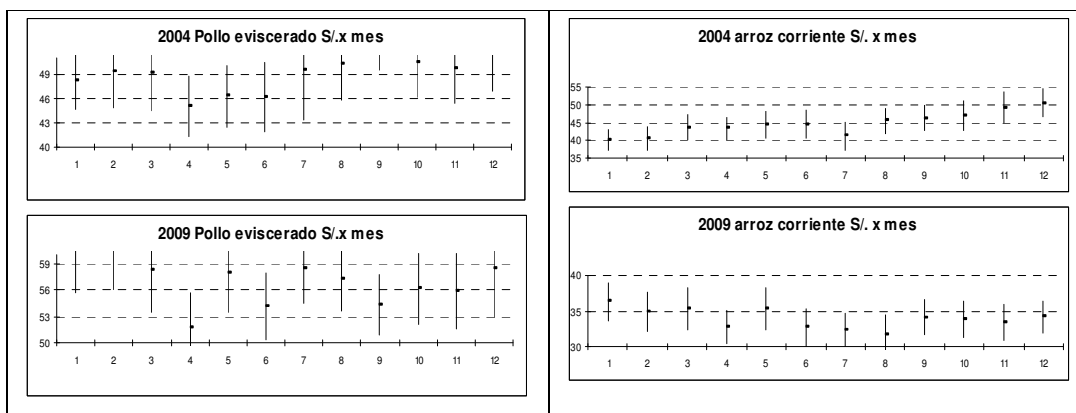 2004 Pollo eviscerado S/.x mes
49
46
43
40
1 2 3 4 5 6 7 8 9 10 11 12
2009 Pollo eviscerado S/.x mes
59
56
53
50
1 2 3 4 5 6 7 8 9 10 11 12
2004 arroz corriente S/. x mes
55
50
45
40
35
1 2 3 4 5 6 7 8 9 10 11 12
2009 arroz corriente S/. x mes
40
35
30
1 2 3 4 5 6 7 8 9 10 11 12